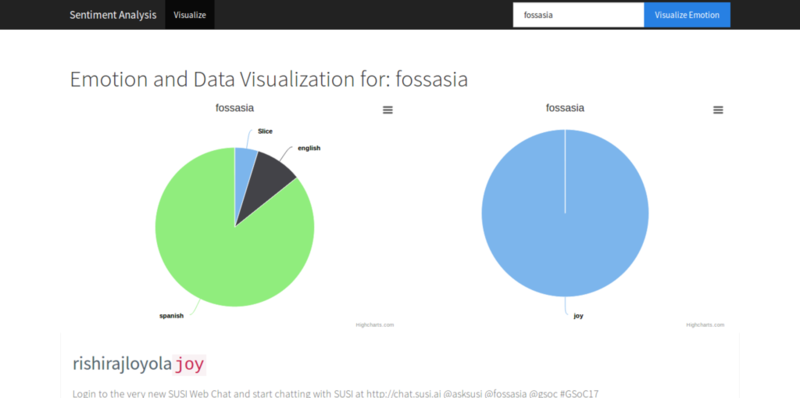 Sentiment Analysis Visualize fossasia Visualize Emotion
Emotion and Data Visualization for: fossasia
fossasia
Slice
english
spanish
Highcharts.com
fossasia
joy
Highcharts.com
rishirajloyola joy
Login to the very new SUSI Web Chat and start chatting with SUSI at http://chat.susi.ai @asksusi @fossasia @gsoc #GSoC17